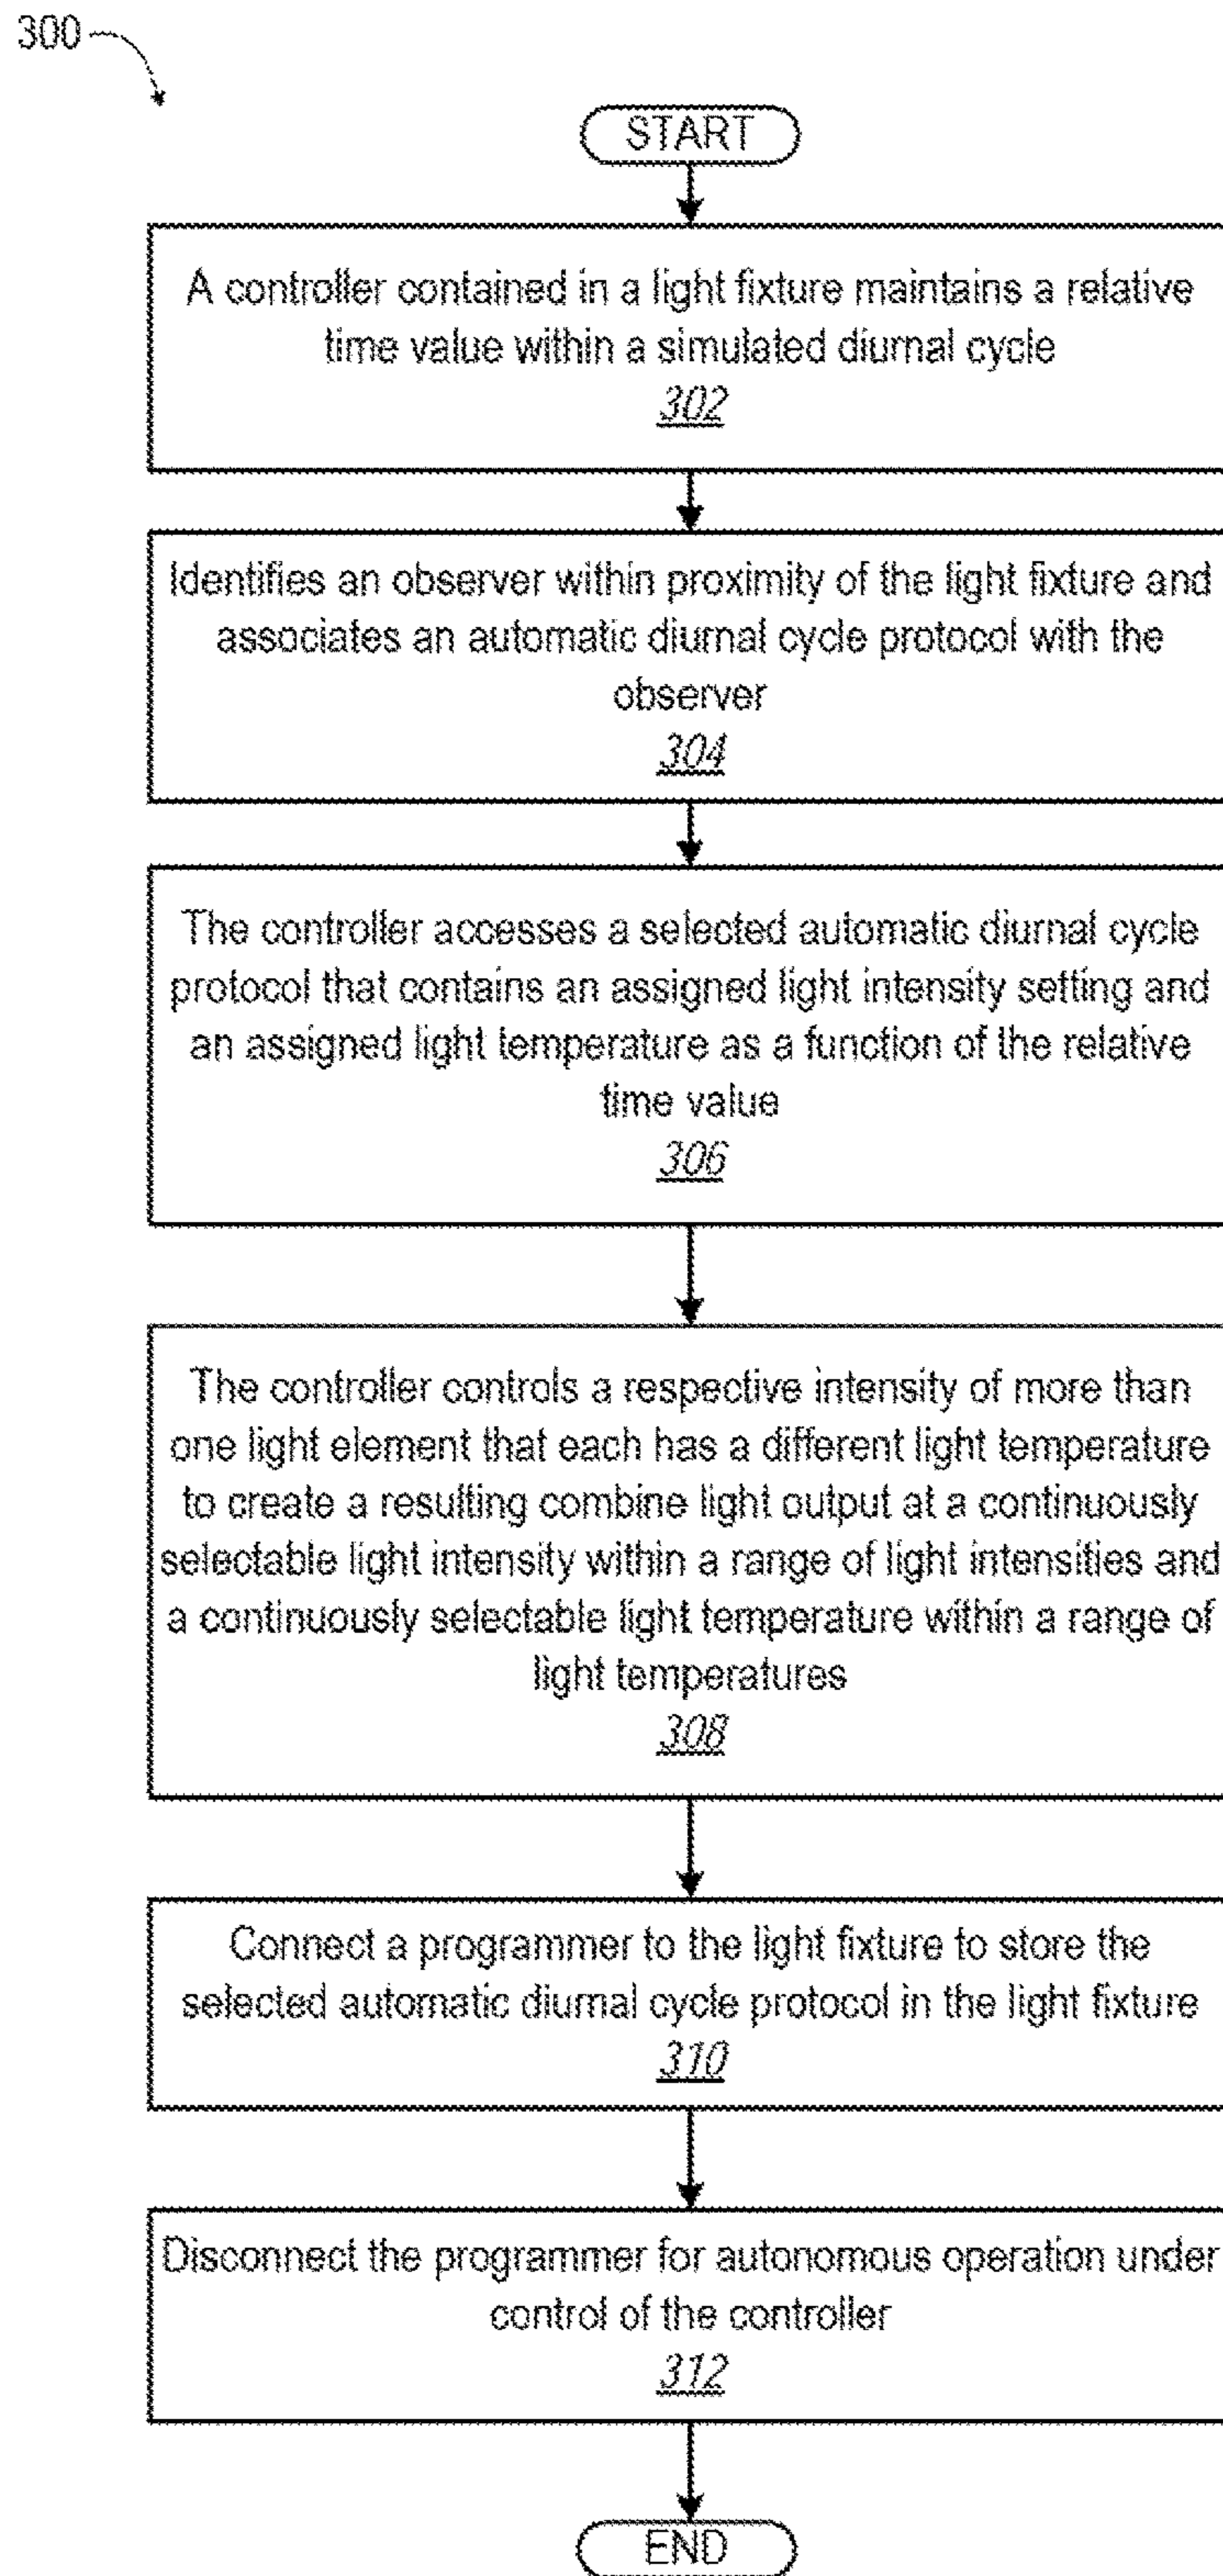 300
START
A controller contained in a light fixture maintains a relative
time value within a simulated diurnal cycle
302
Identifies an observer within proximity of the light fixture and
associates an automatic diurnal cycle protocol with the
observer
304
The controller accesses a selected automatic diurnal cycle
protocol that contains an assigned light intensity setting and
an assigned light temperature as a function of the relative
time value
306
The controller controls a respective intensity of more than
one light element that each has a different light temperature
to create a resulting combine light output at a continuously
selectable light intensity within a range of light intensities and
a continuously selectable light temperature within a range of
light temperatures
308
Connect a programmer to the light fixture to store the
selected automatic diurnal cycle protocol in the light fixture
310
Disconnect the programmer for autonomous operation under
control of the controller
312
END